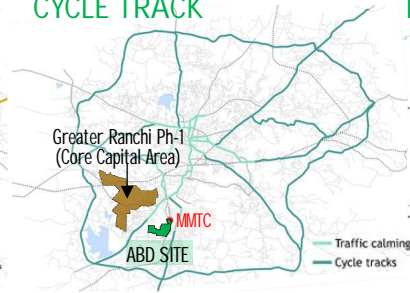 CYCLE TRACK
Greater Ranchi Ph-1
(Core Capital Area)
MMTC
ABD SITE
Traffic calming
Cycle tracks